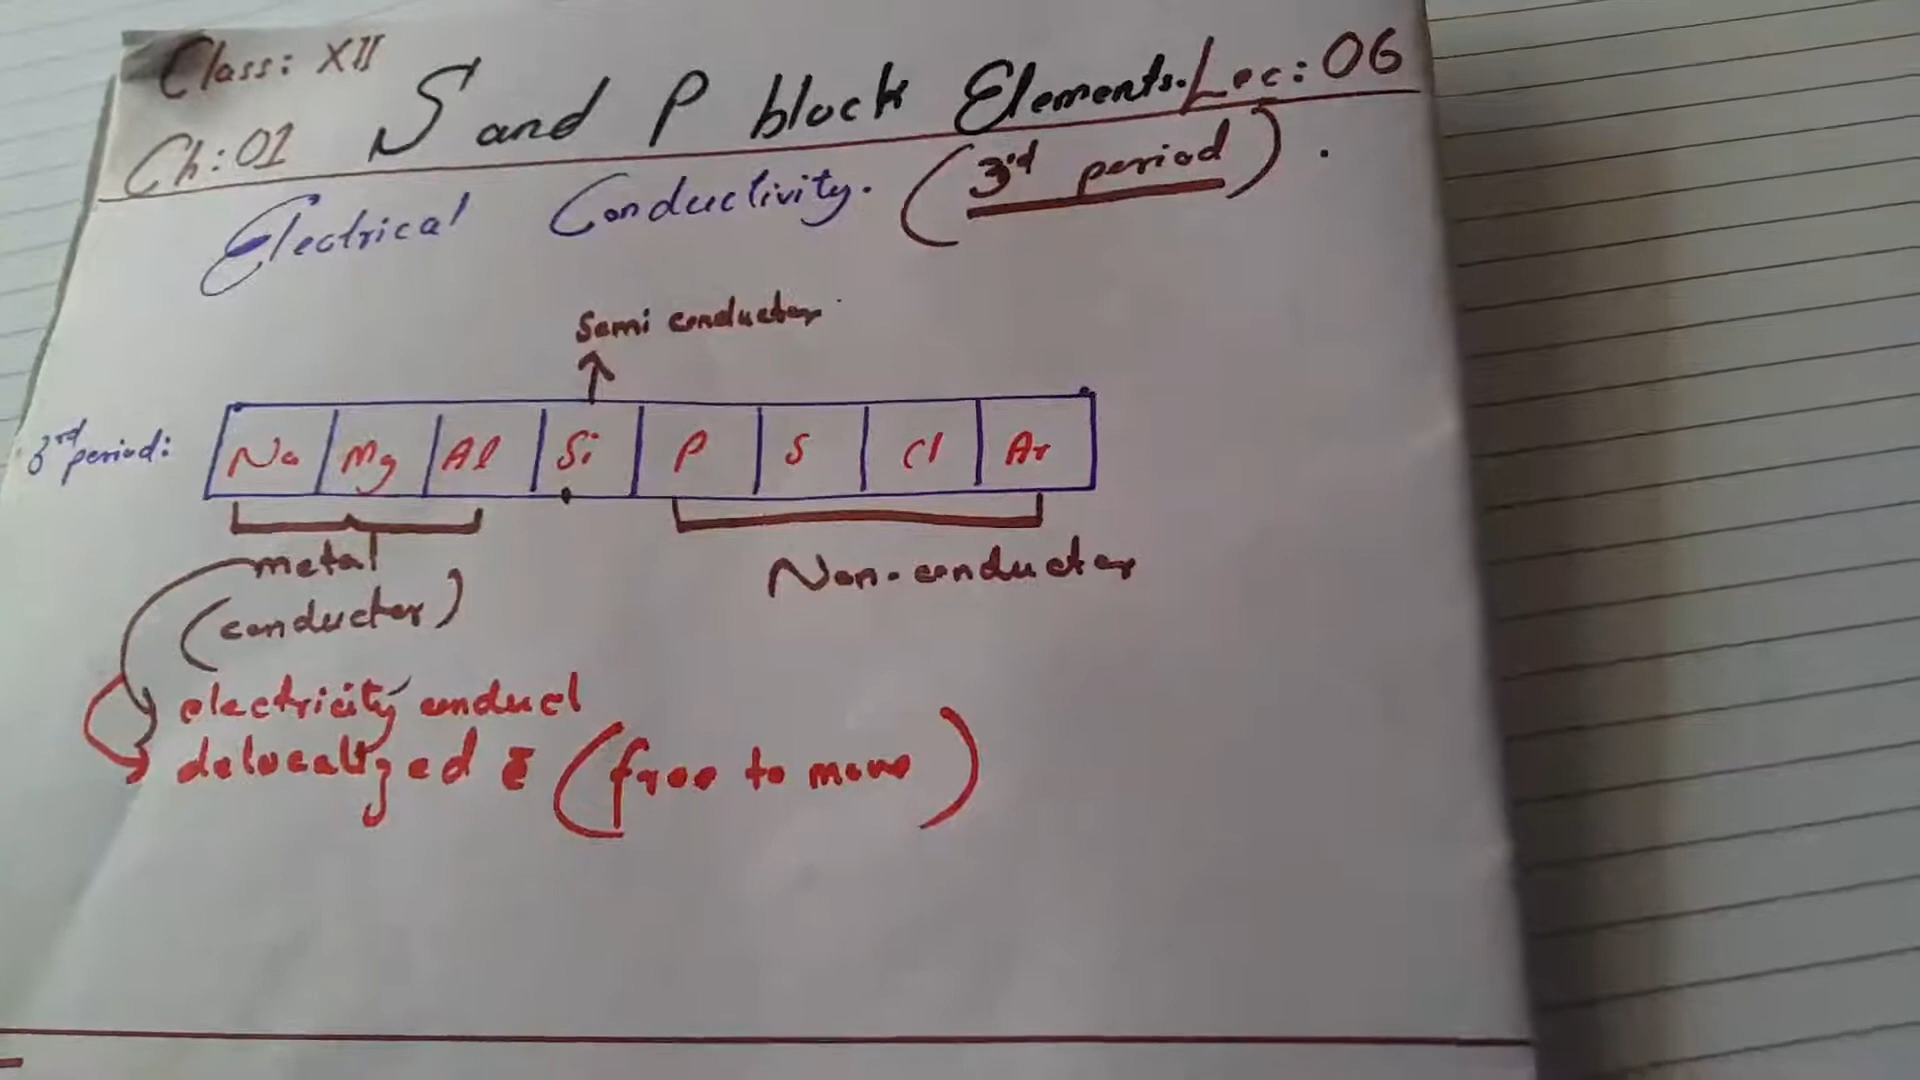 Class: XII
Ch: 01 S and P block Elements. Lec: 06
Electrical Conductivity. (3rd period).
Semi conductor
3rd period: Na Mg Al Si P S Cl Ar
metal
(conductor)
Non-conductor
electricity conduct
delocalized ē (free to move)